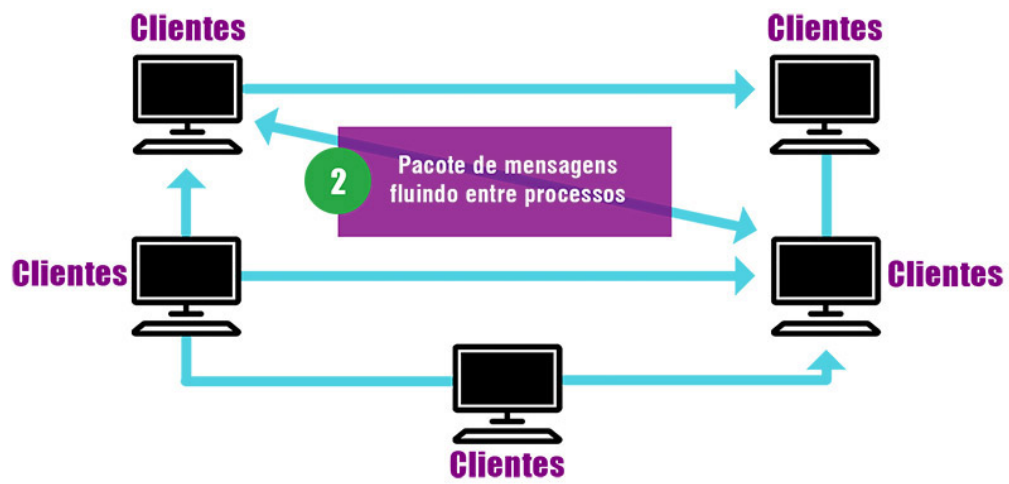 Clientes
Clientes
2
Pacote de mensagens
fluindo entre processos
Clientes
Clientes
Clientes